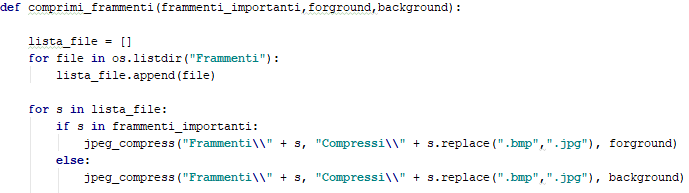 def comprimi_frammenti(frammenti_importanti,forground,background):
lista_file = []
for file in os.listdir("Frammenti"):
lista_file.append(file)
for s in lista_file:
if s in frammenti_importanti:
jpeg_compress("Frammenti\\" + s, "Compressi\\" + s.replace(".bmp",".jpg"), forground)
else:
jpeg_compress("Frammenti\\" + s, "Compressi\\" + s.replace(".bmp",".jpg"), background)